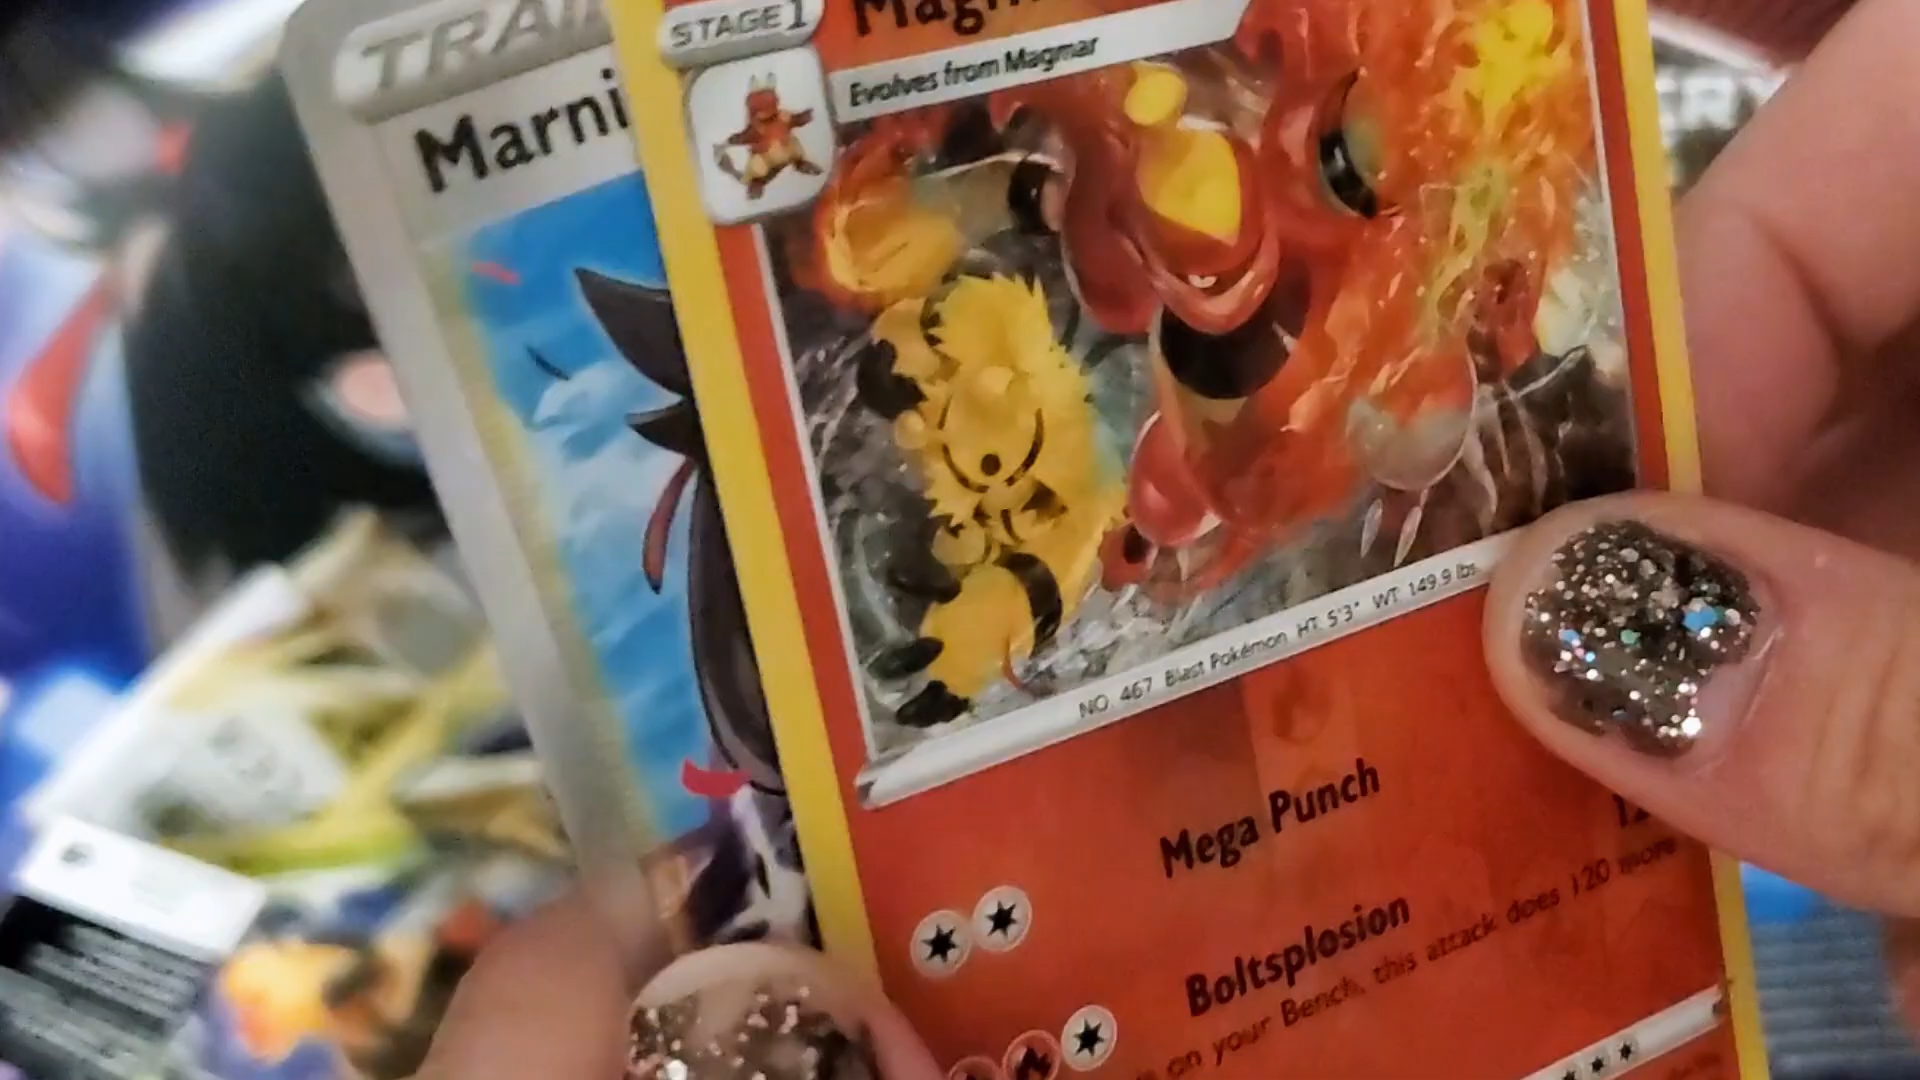 TRAI
Marni
STAGE 1
Magm
Evolves from Magmar
NO. 467 Blast Pokémon HT: 5'3" WT: 149.9 lbs.
Mega Punch
Boltsplosion
on your Bench, this attack does 120 more